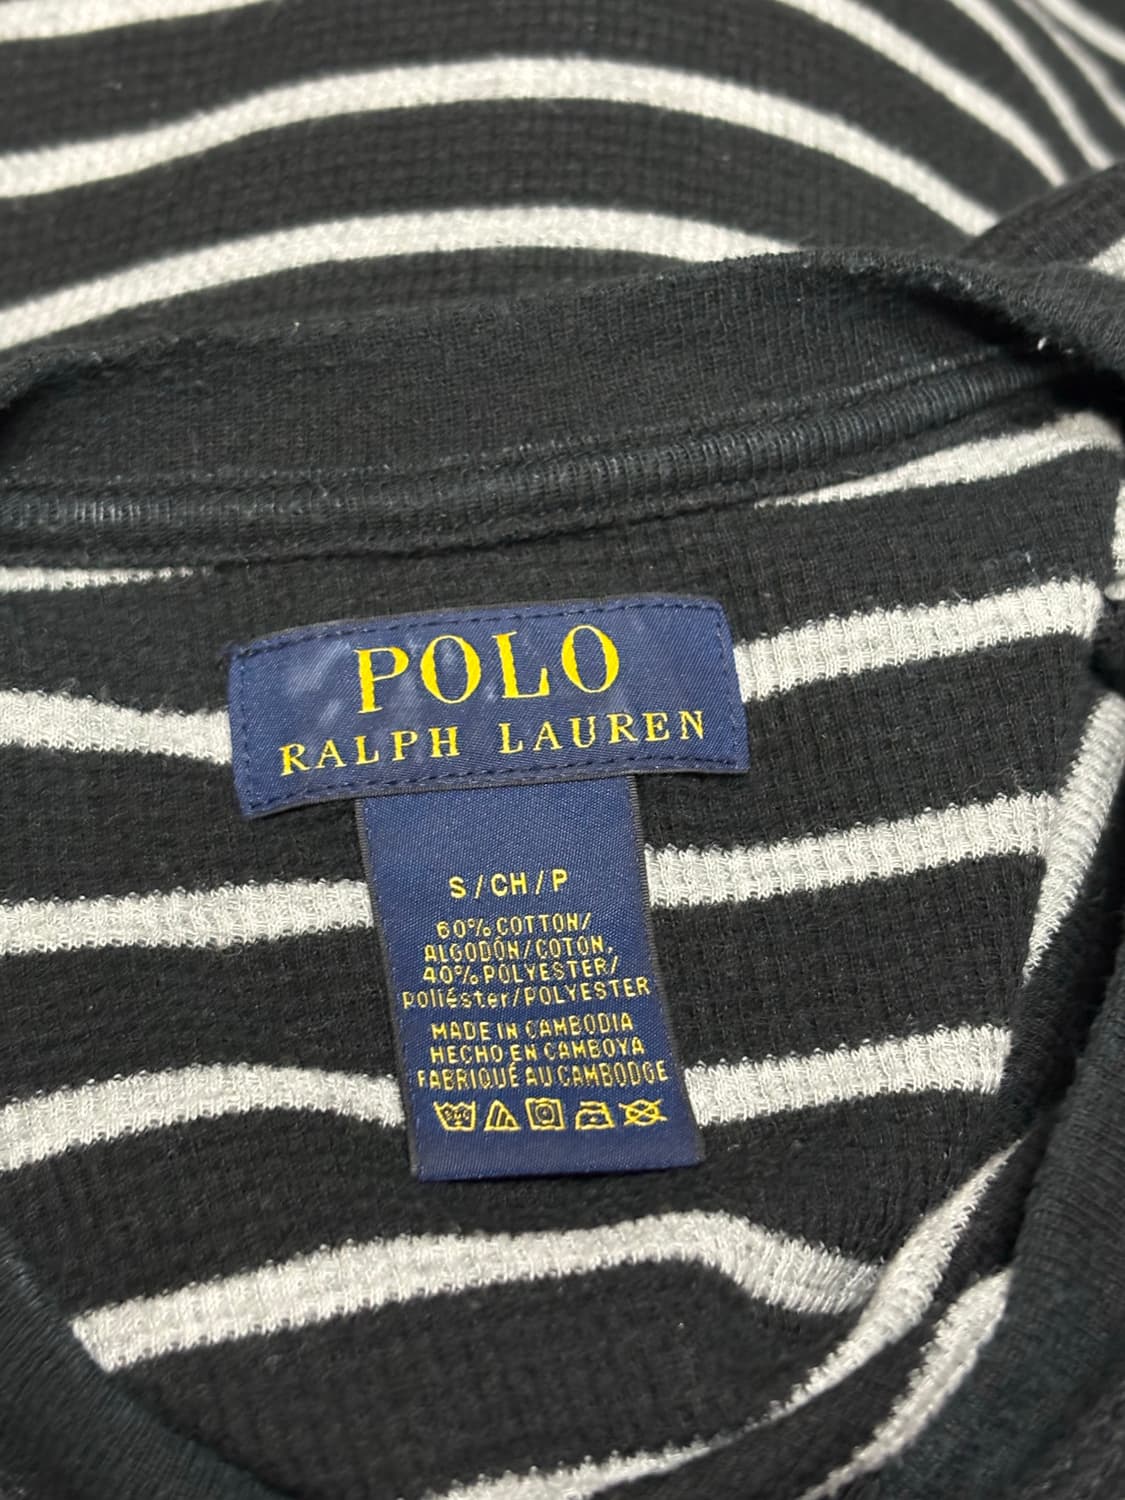 POLO
RALPH LAUREN
S/CH/P
60% COTTON/
ALGODÓN/COTON,
40% POLYESTER/
poliéster/POLYESTER
MADE IN CAMBODIA
HECHO EN CAMBOYA
FABRIQUÉ AU CAMBODGE